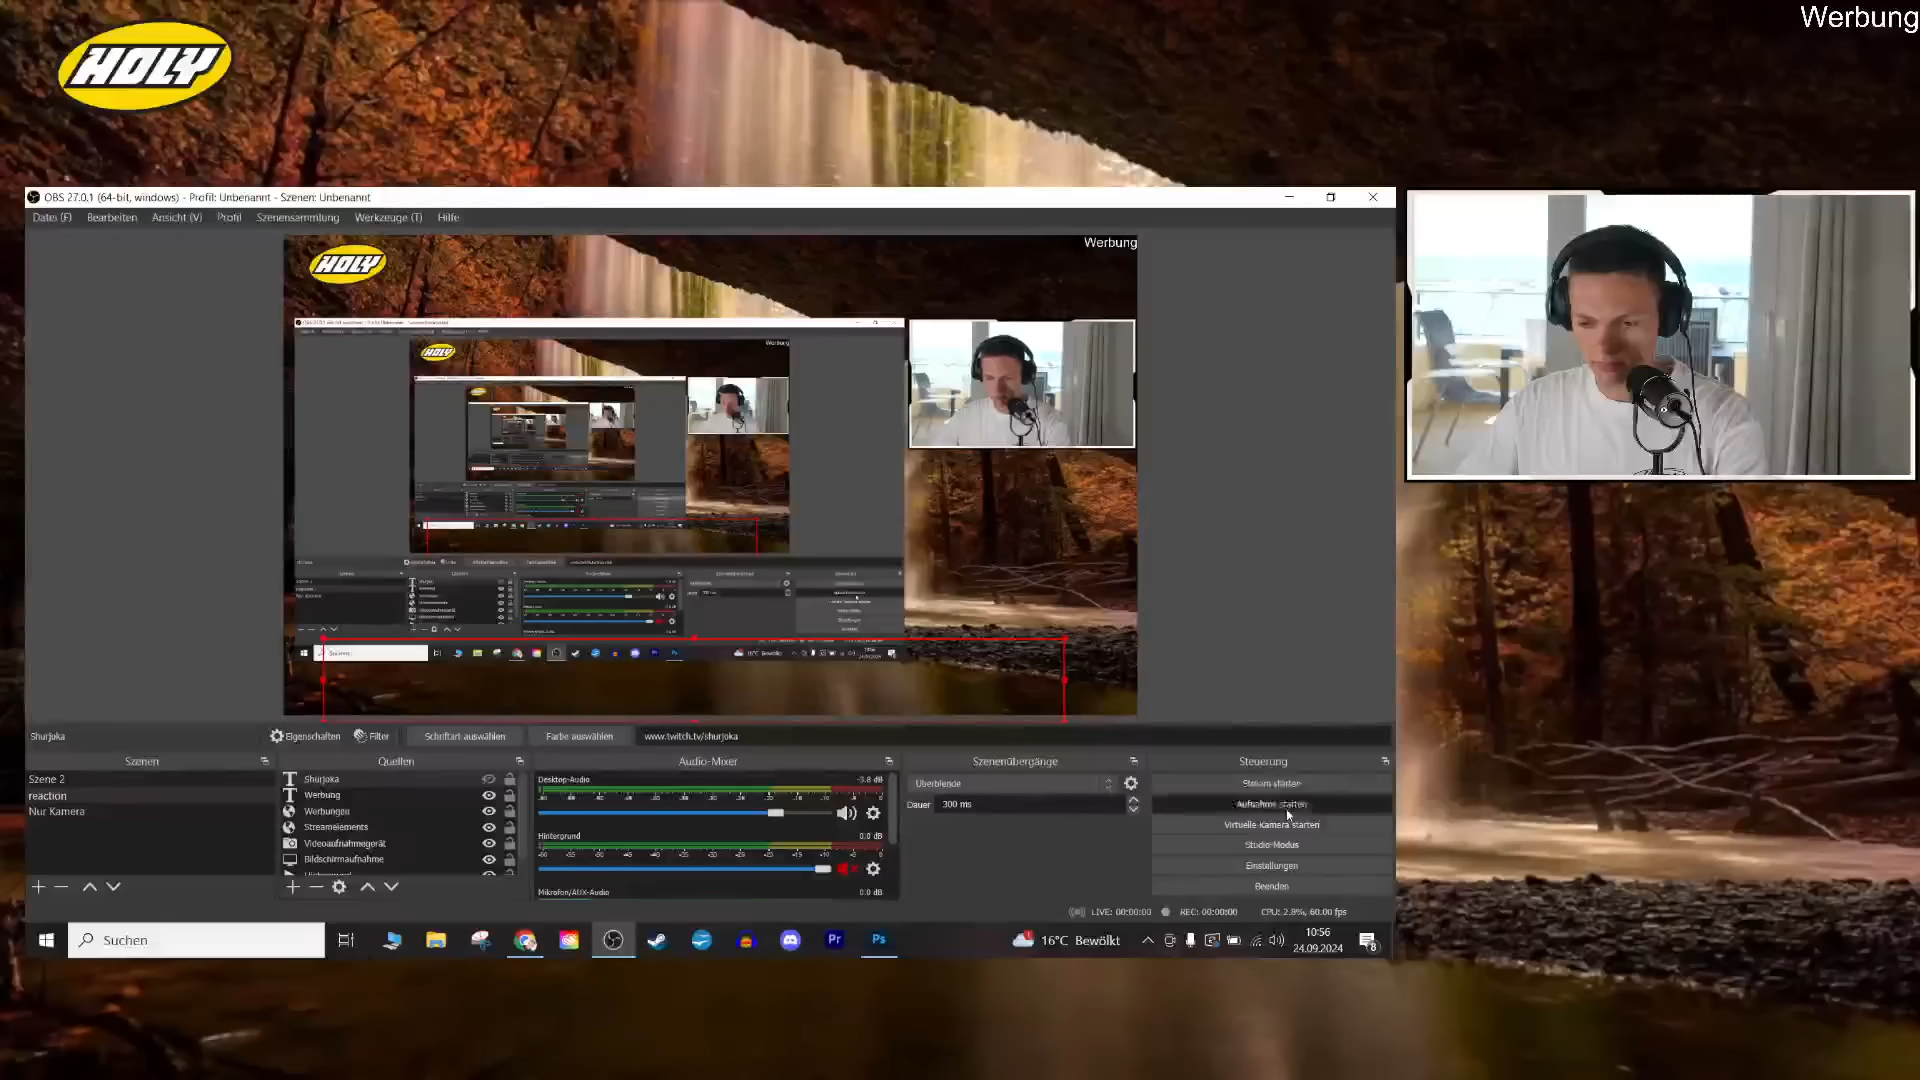 HOLY
Werbung
OBS 27.0.1 (64-bit, windows) - Profil: Unbenannt - Szenen: Unbenannt
Datei (F) Bearbeiten Ansicht (V) Profil Szenensammlung Werkzeuge (T) Hilfe
HOLY
Werbung
HOLY
Werbung
Shurjoka Eigenschaften Filter Schriftart auswählen Farbe auswählen www.twitch.tv/shurjoka
Szenen Quellen Audio-Mixer Szenenübergänge Steuerung
Szene 2
reaction
Nur Kamera
Shurjoka
Werbung
Werbungen
Streamelements
Videoaufnahmegerät
Bildschirmaufnahme
Desktop-Audio -3.8 dB
Hintergrund 0.0 dB
Mikrofon/AUX-Audio 0.0 dB
Überblende
Dauer 300 ms
Stream starten
Aufnahme starten
Virtuelle Kamera starten
Studio-Modus
Einstellungen
Beenden
LIVE: 00:00:00 REC: 00:00:00 CPU: 2.8%, 60.00 fps
Suchen Pr Ps 16°C Bewölkt 10:56
24.09.2024 8